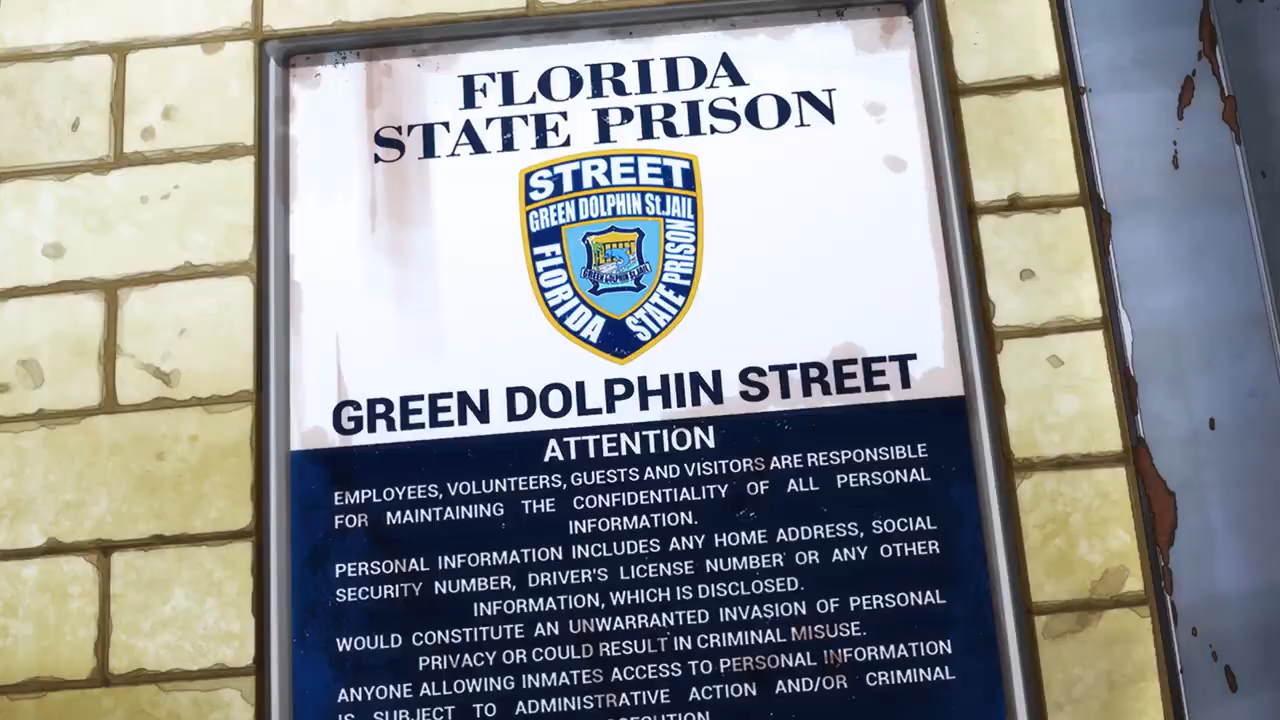 FLORIDA
STATE PRISON
STREET
GREEN DOLPHIN St.JAIL
FLORIDA
STATE PRISON
GREEN DOLPHIN STREET
ATTENTION
EMPLOYEES, VOLUNTEERS, GUESTS AND VISITORS ARE RESPONSIBLE
FOR MAINTAINING THE CONFIDENTIALITY OF ALL PERSONAL
INFORMATION.
PERSONAL INFORMATION INCLUDES ANY HOME ADDRESS, SOCIAL
SECURITY NUMBER, DRIVER'S LICENSE NUMBER OR ANY OTHER
INFORMATION, WHICH IS DISCLOSED.
WOULD CONSTITUTE AN UNWARRANTED INVASION OF PERSONAL
PRIVACY OR COULD RESULT IN CRIMINAL MISUSE.
ANYONE ALLOWING INMATES ACCESS TO PERSONAL INFORMATION
IS SUBJECT TO ADMINISTRATIVE ACTION AND/OR CRIMINAL